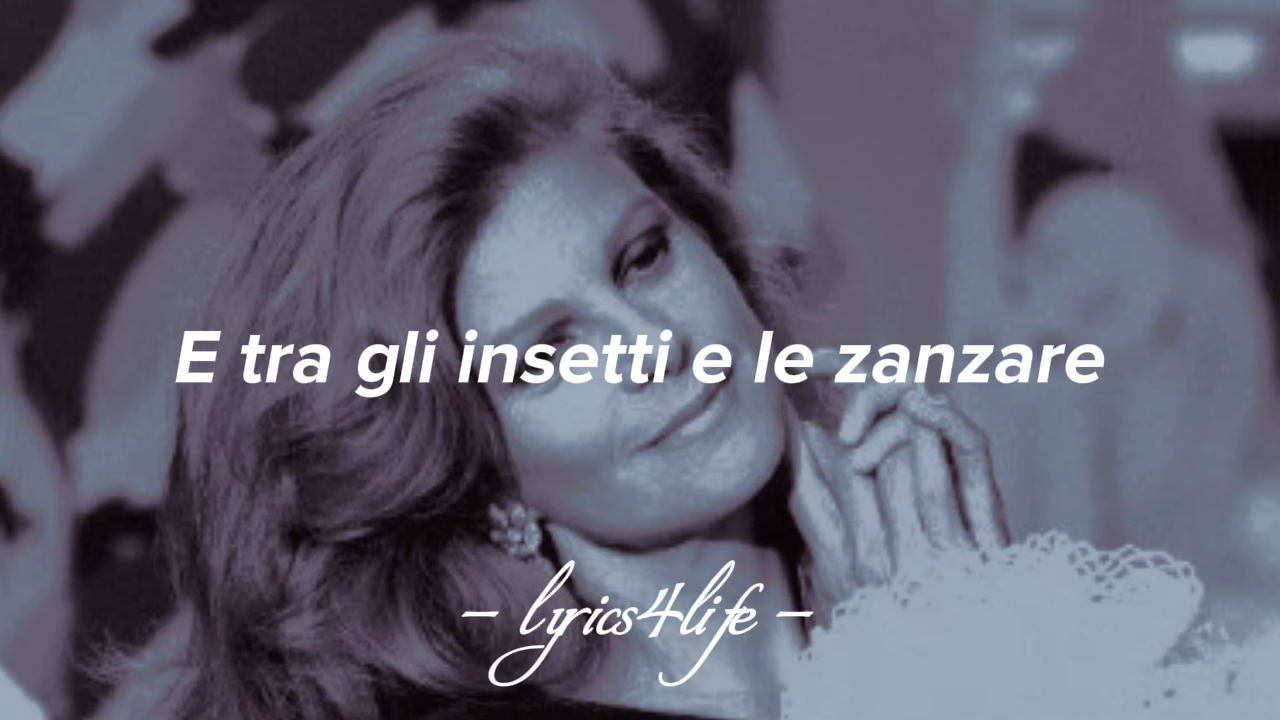 E tra gli insetti e le zanzare
– lyrics4life –